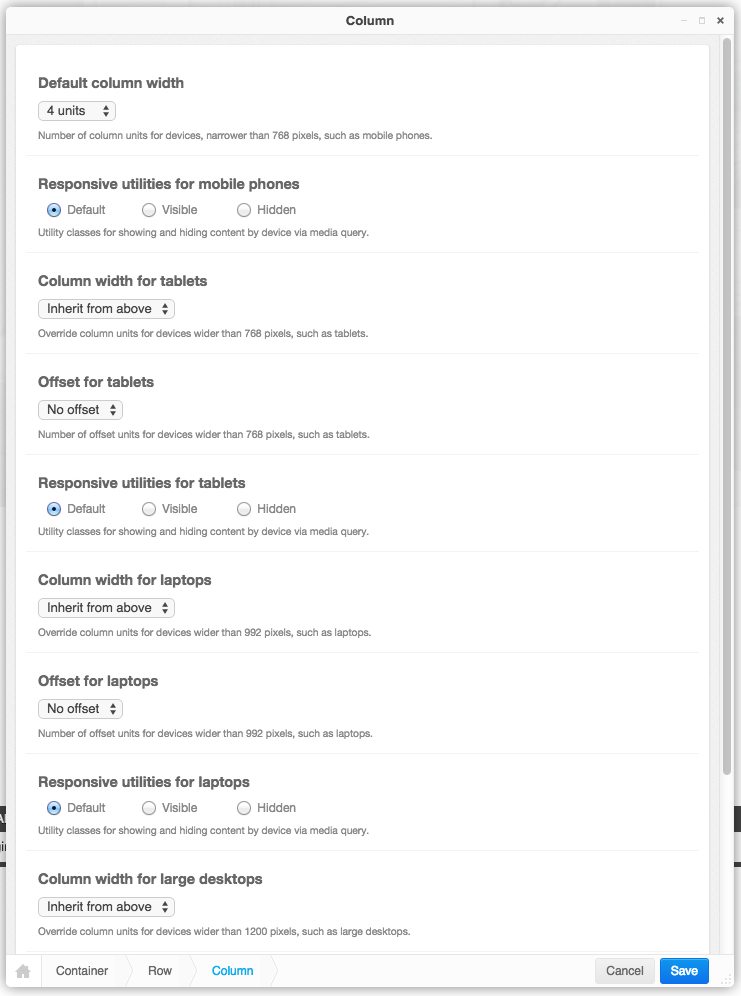 Column
Default column width
4 units
Number of column units for devices, narrower than 768 pixels, such as mobile phones.
Responsive utilities for mobile phones
Default Visible Hidden
Utility classes for showing and hiding content by device via media query.
Column width for tablets
Inherit from above
Override column units for devices wider than 768 pixels, such as tablets.
Offset for tablets
No offset
Number of offset units for devices wider than 768 pixels, such as tablets.
Responsive utilities for tablets
Default Visible Hidden
Utility classes for showing and hiding content by device via media query.
Column width for laptops
Inherit from above
Override column units for devices wider than 992 pixels, such as laptops.
Offset for laptops
No offset
Number of offset units for devices wider than 992 pixels, such as laptops.
Responsive utilities for laptops
Default Visible Hidden
Utility classes for showing and hiding content by device via media query.
Column width for large desktops
Inherit from above
Override column units for devices wider than 1200 pixels, such as large desktops.
Container Row Column Cancel Save